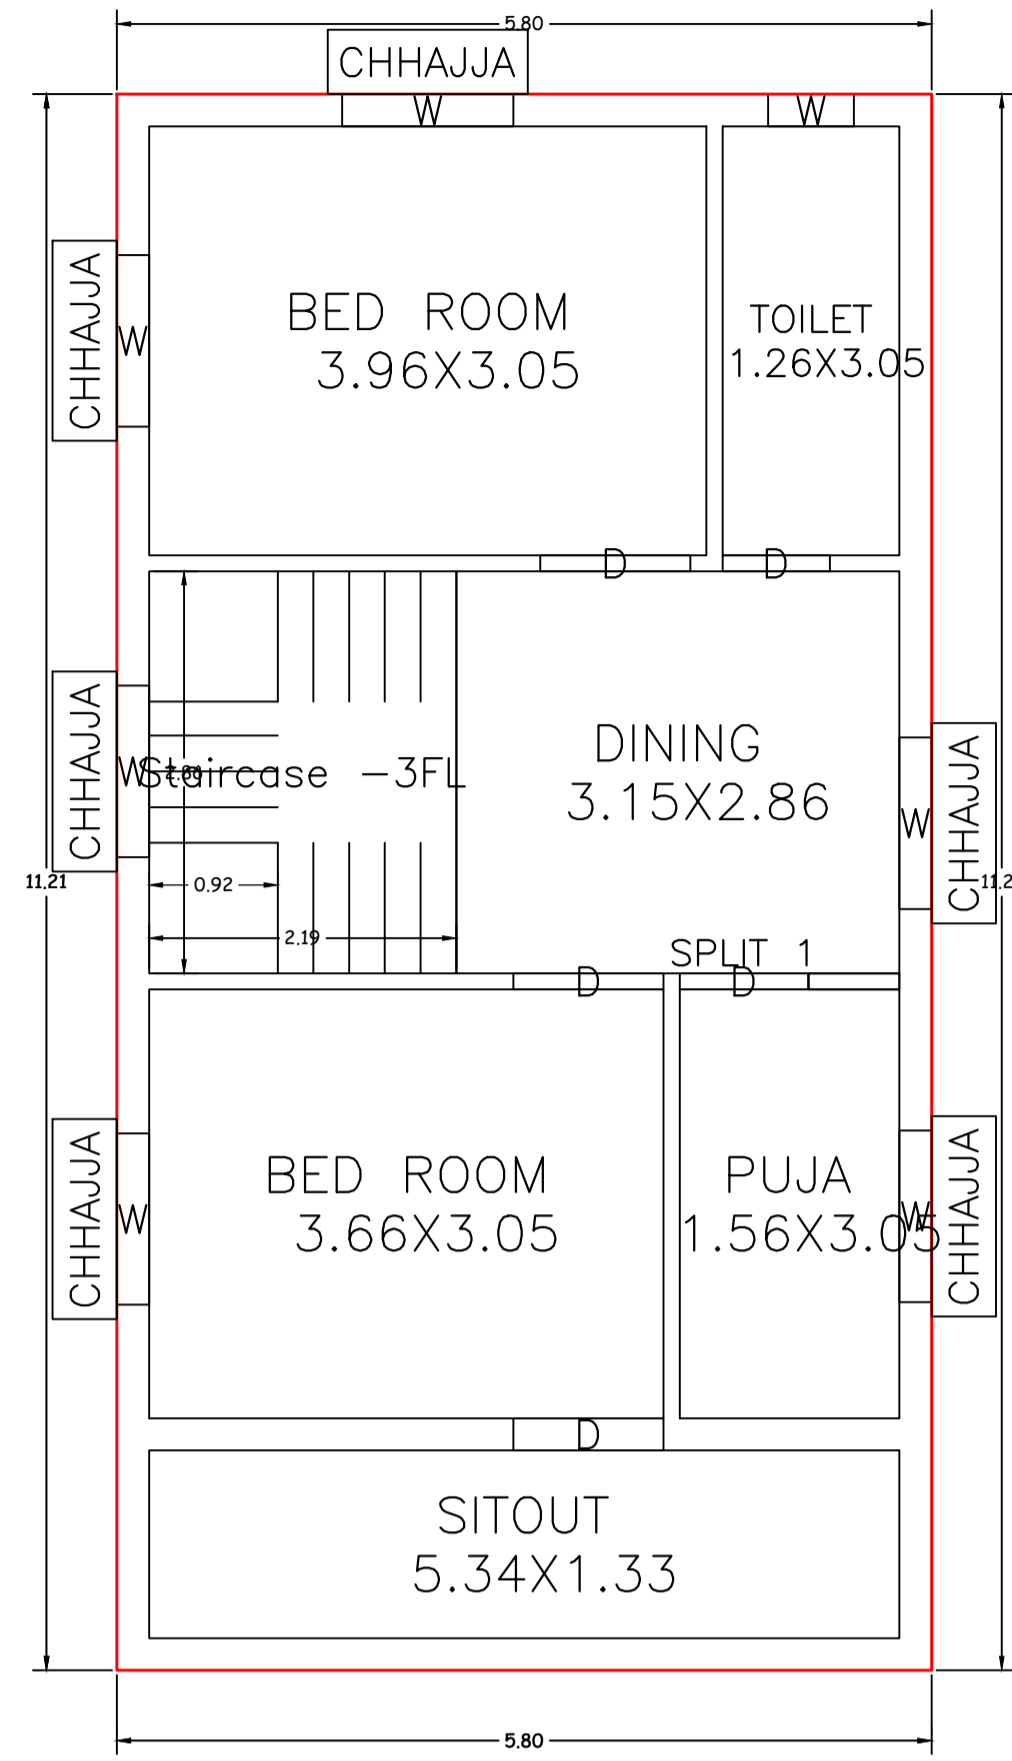 5.80
CHHAJJA
W
W
CHHAJJA
W
BED ROOM
3.96X3.05
TOILET
1.26X3.05
D
D
CHHAJJA
W
Staircase -3FL
DINING
3.15X2.86
W
CHHAJJA
11.21
0.92
11.2
2.19
SPLIT 1
D
D
CHHAJJA
W
BED ROOM
3.66X3.05
PUJA
1.56X3.05
W
CHHAJJA
D
SITOUT
5.34X1.33
5.80